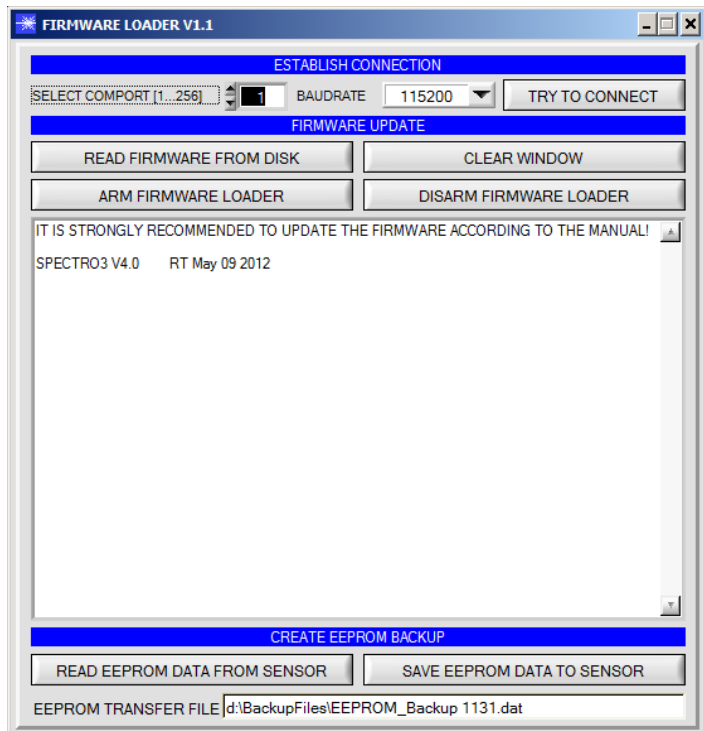 FIRMWARE LOADER V1.1
ESTABLISH CONNECTION
SELECT COMPORT [1...256] 1 BAUDRATE 115200 TRY TO CONNECT
FIRMWARE UPDATE
READ FIRMWARE FROM DISK CLEAR WINDOW
ARM FIRMWARE LOADER DISARM FIRMWARE LOADER
IT IS STRONGLY RECOMMENDED TO UPDATE THE FIRMWARE ACCORDING TO THE MANUAL!
SPECTRO3 V4.0 RT May 09 2012
CREATE EEPROM BACKUP
READ EEPROM DATA FROM SENSOR SAVE EEPROM DATA TO SENSOR
EEPROM TRANSFER FILE d:\BackupFiles\EEPROM_Backup 1131.dat